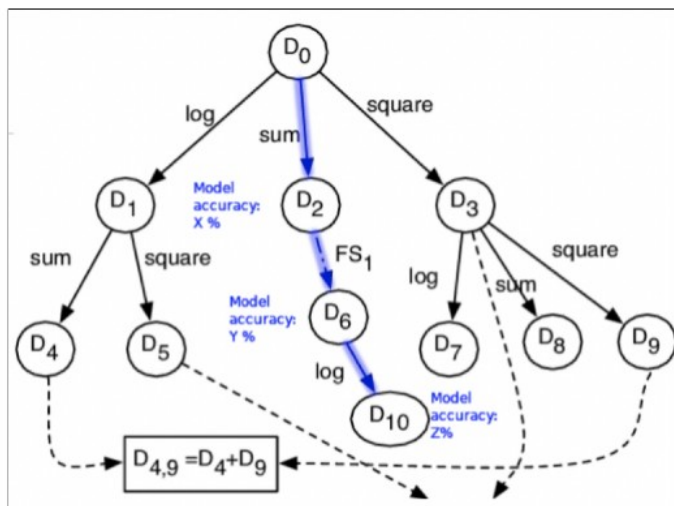 D0
log
sum
square
D1
Model
accuracy:
X %
D2
D3
sum
square
FS1
log
sum
square
Model
accuracy:
Y %
D6
D4
D5
D7
D8
D9
log
D10
Model
accuracy:
Z%
D4,9 =D4+D9